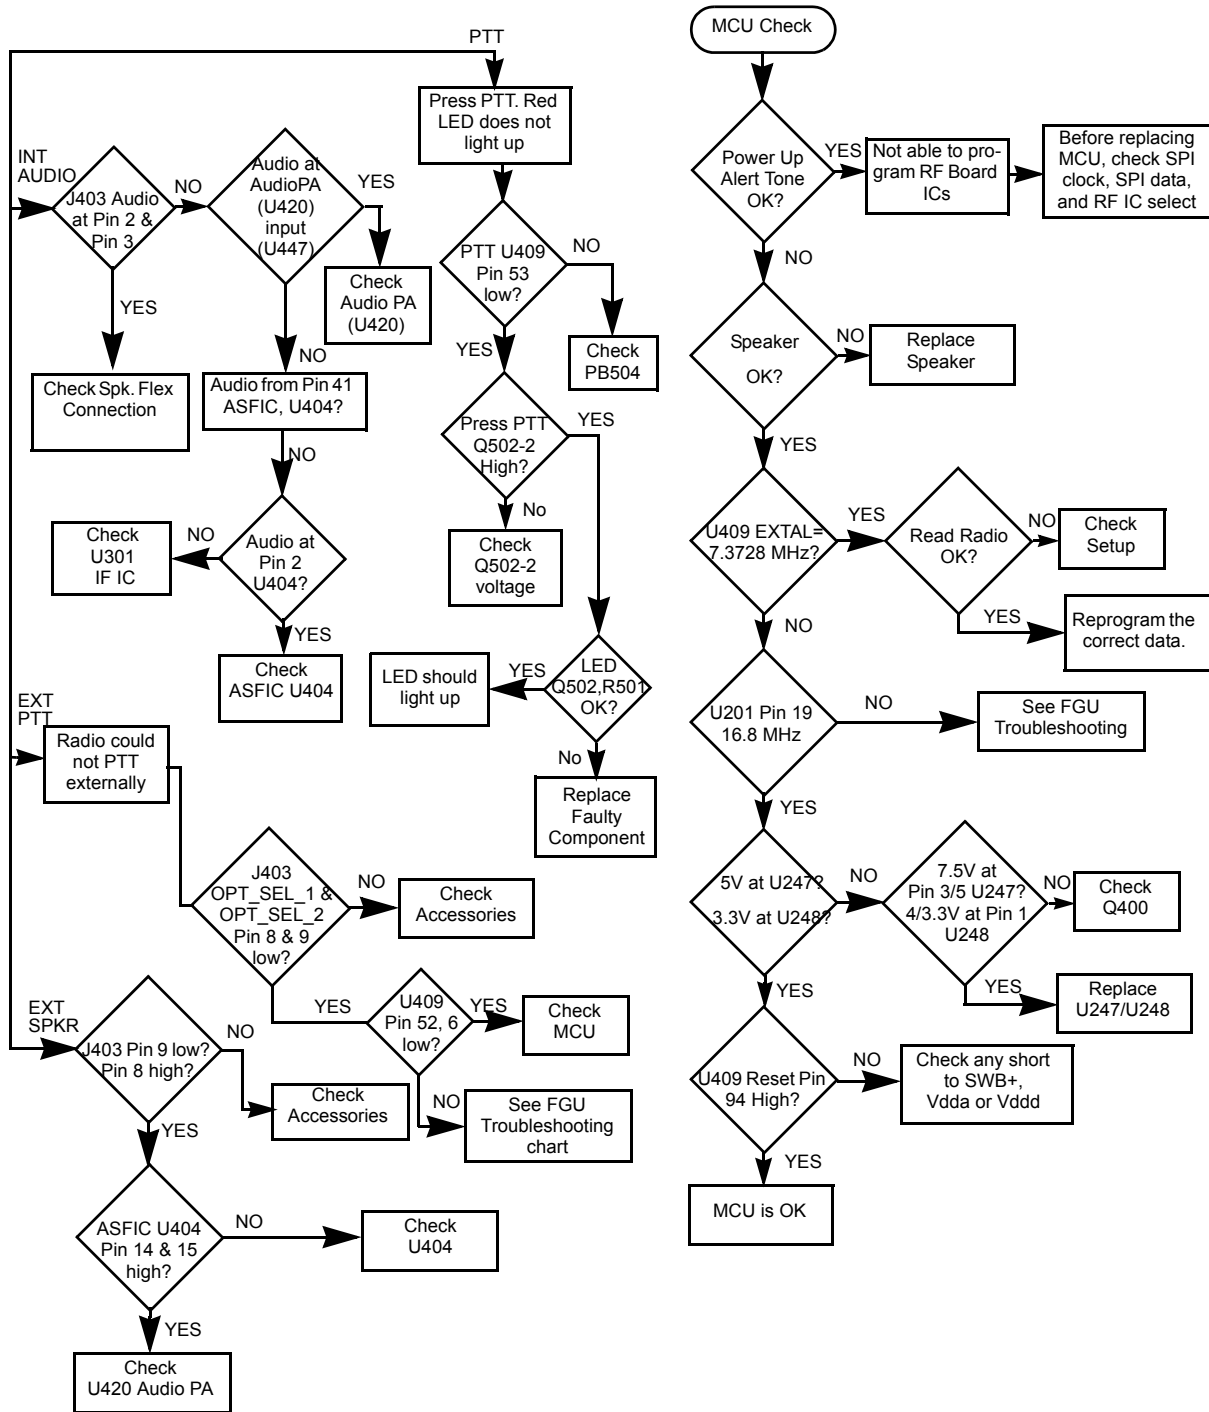 PTT
Press PTT. Red
LED does not
light up
INT
AUDIO
J403 Audio
at Pin 2 &
Pin 3
NO
Audio at
AudioPA
(U420)
input
(U447)
YES
Check
Audio PA
(U420)
YES
Check Spk. Flex
Connection
NO
Audio from Pin 41
ASFIC, U404?
NO
Audio at
Pin 2
U404?
NO
Check
U301
IF IC
YES
Check
ASFIC U404
PTT U409
Pin 53
low?
NO
Check
PB504
YES
Press PTT
Q502-2
High?
YES
No
Check
Q502-2
voltage
LED
Q502,R501
OK?
YES
LED should
light up
No
Replace
Faulty
Component
EXT
PTT
Radio could
not PTT
externally
J403
OPT_SEL_1 &
OPT_SEL_2
Pin 8 & 9
low?
NO
Check
Accessories
YES
U409
Pin 52, 6
low?
YES
Check
MCU
NO
See FGU
Troubleshooting
chart
EXT
SPKR
J403 Pin 9 low?
Pin 8 high?
NO
Check
Accessories
YES
ASFIC U404
Pin 14 & 15
high?
NO
Check
U404
YES
Check
U420 Audio PA
MCU Check
Power Up
Alert Tone
OK?
YES
Not able to pro-
gram RF Board
ICs
Before replacing
MCU, check SPI
clock, SPI data,
and RF IC select
NO
Speaker
OK?
NO
Replace
Speaker
YES
U409 EXTAL=
7.3728 MHz?
YES
Read Radio
OK?
NO
Check
Setup
YES
Reprogram the
correct data.
NO
U201 Pin 19
16.8 MHz
NO
See FGU
Troubleshooting
YES
5V at U247?
3.3V at U248?
NO
7.5V at
Pin 3/5 U247?
4/3.3V at Pin 1
U248
NO
Check
Q400
YES
Replace
U247/U248
YES
U409 Reset Pin
94 High?
NO
Check any short
to SWB+,
Vdda or Vddd
YES
MCU is OK